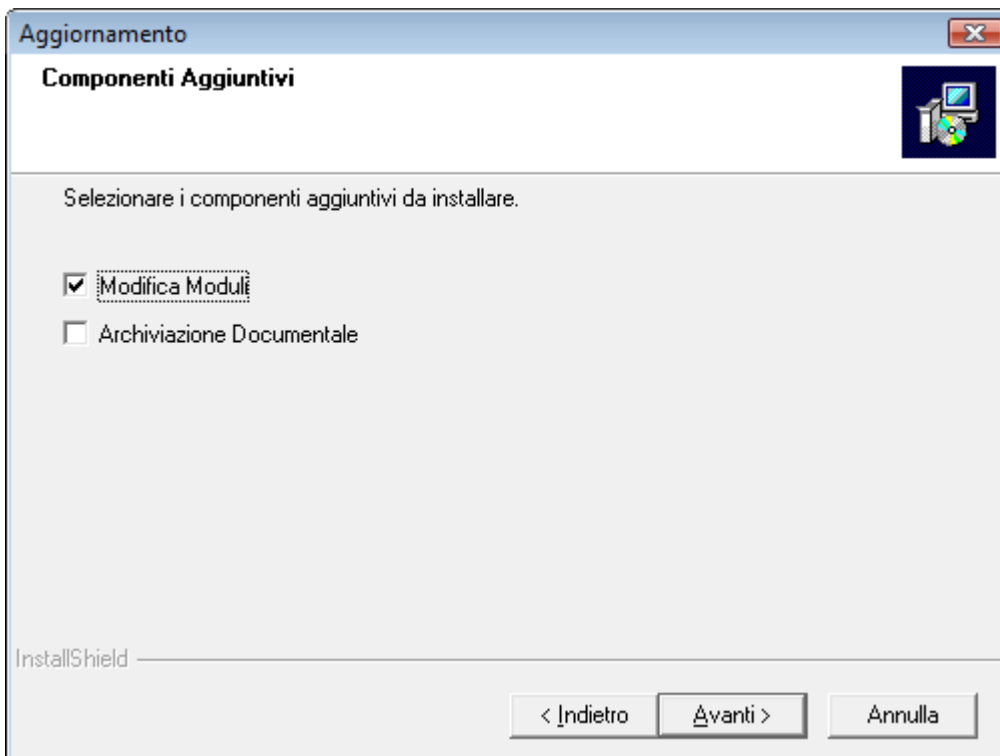 Aggiornamento
Componenti Aggiuntivi
Selezionare i componenti aggiuntivi da installare.
Modifica Moduli
Archiviazione Documentale
InstallShield
< Indietro
Avanti >
Annulla